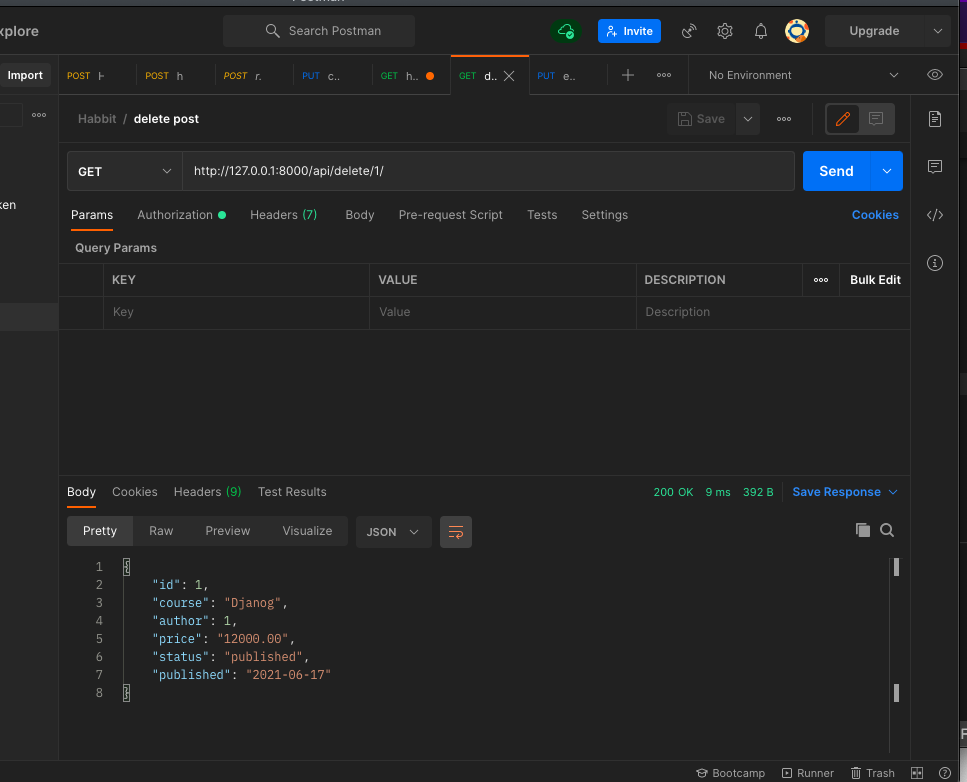 Postman
xplore
Search Postman
Invite
Upgrade
Import
POST H
POST h
POST r.
PUT c..
GET h..
GET d..
PUT e..
No Environment
Habbit / delete post
Save
GET
http://127.0.0.1:8000/api/delete/1/
Send
ken
Params
Authorization
Headers (7)
Body
Pre-request Script
Tests
Settings
Cookies
Query Params
KEY
VALUE
DESCRIPTION
Bulk Edit
Key
Value
Description
Body
Cookies
Headers (9)
Test Results
200 OK
9 ms
392 B
Save Response
Pretty
Raw
Preview
Visualize
JSON
1 {
2 "id": 1,
3 "course": "Djanog",
4 "author": 1,
5 "price": "12000.00",
6 "status": "published",
7 "published": "2021-06-17"
8 }
Bootcamp
Runner
Trash